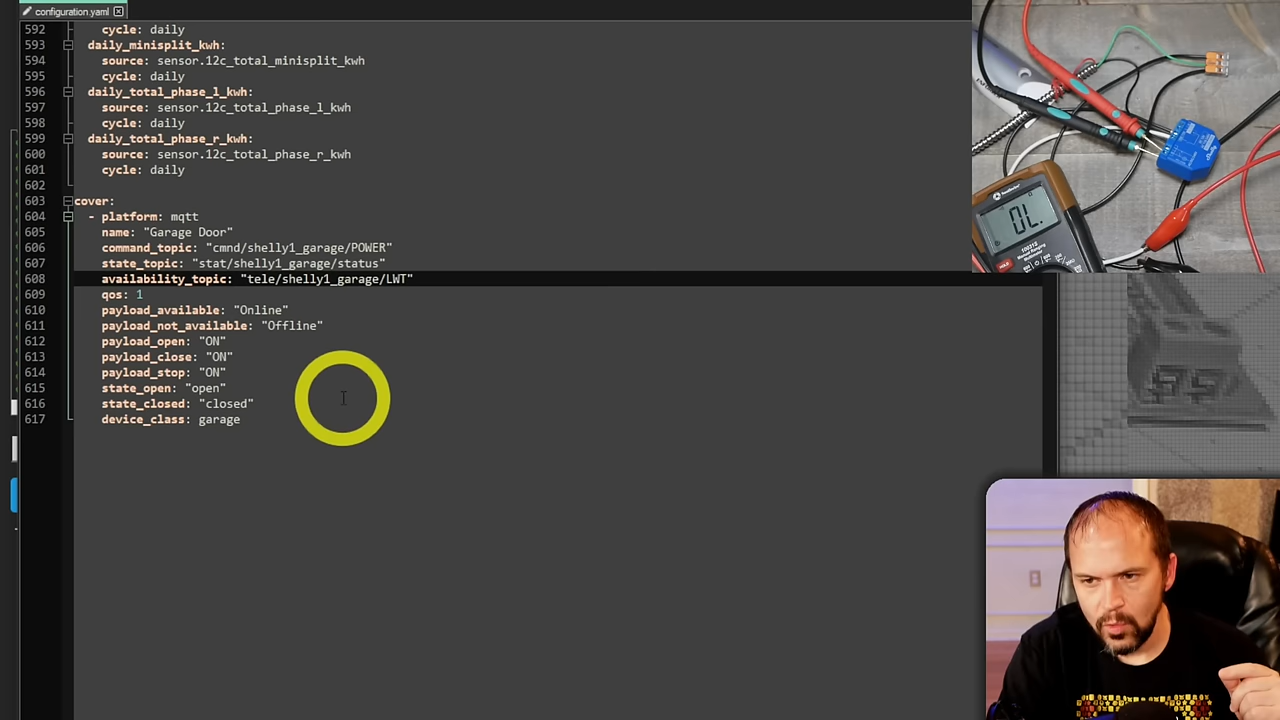 configuration.yaml
592 cycle: daily
593 daily_minisplit_kwh:
594 source: sensor.12c_total_minisplit_kwh
595 cycle: daily
596 daily_total_phase_l_kwh:
597 source: sensor.12c_total_phase_l_kwh
598 cycle: daily
599 daily_total_phase_r_kwh:
600 source: sensor.12c_total_phase_r_kwh
601 cycle: daily
602
603 cover:
604 - platform: mqtt
605 name: "Garage Door"
606 command_topic: "cmnd/shelly1_garage/POWER"
607 state_topic: "stat/shelly1_garage/status"
608 availability_topic: "tele/shelly1_garage/LWT"
609 qos: 1
610 payload_available: "Online"
611 payload_not_available: "Offline"
612 payload_open: "ON"
613 payload_close: "ON"
614 payload_stop: "ON"
615 state_open: "open"
616 state_closed: "closed"
617 device_class: garage
OL.